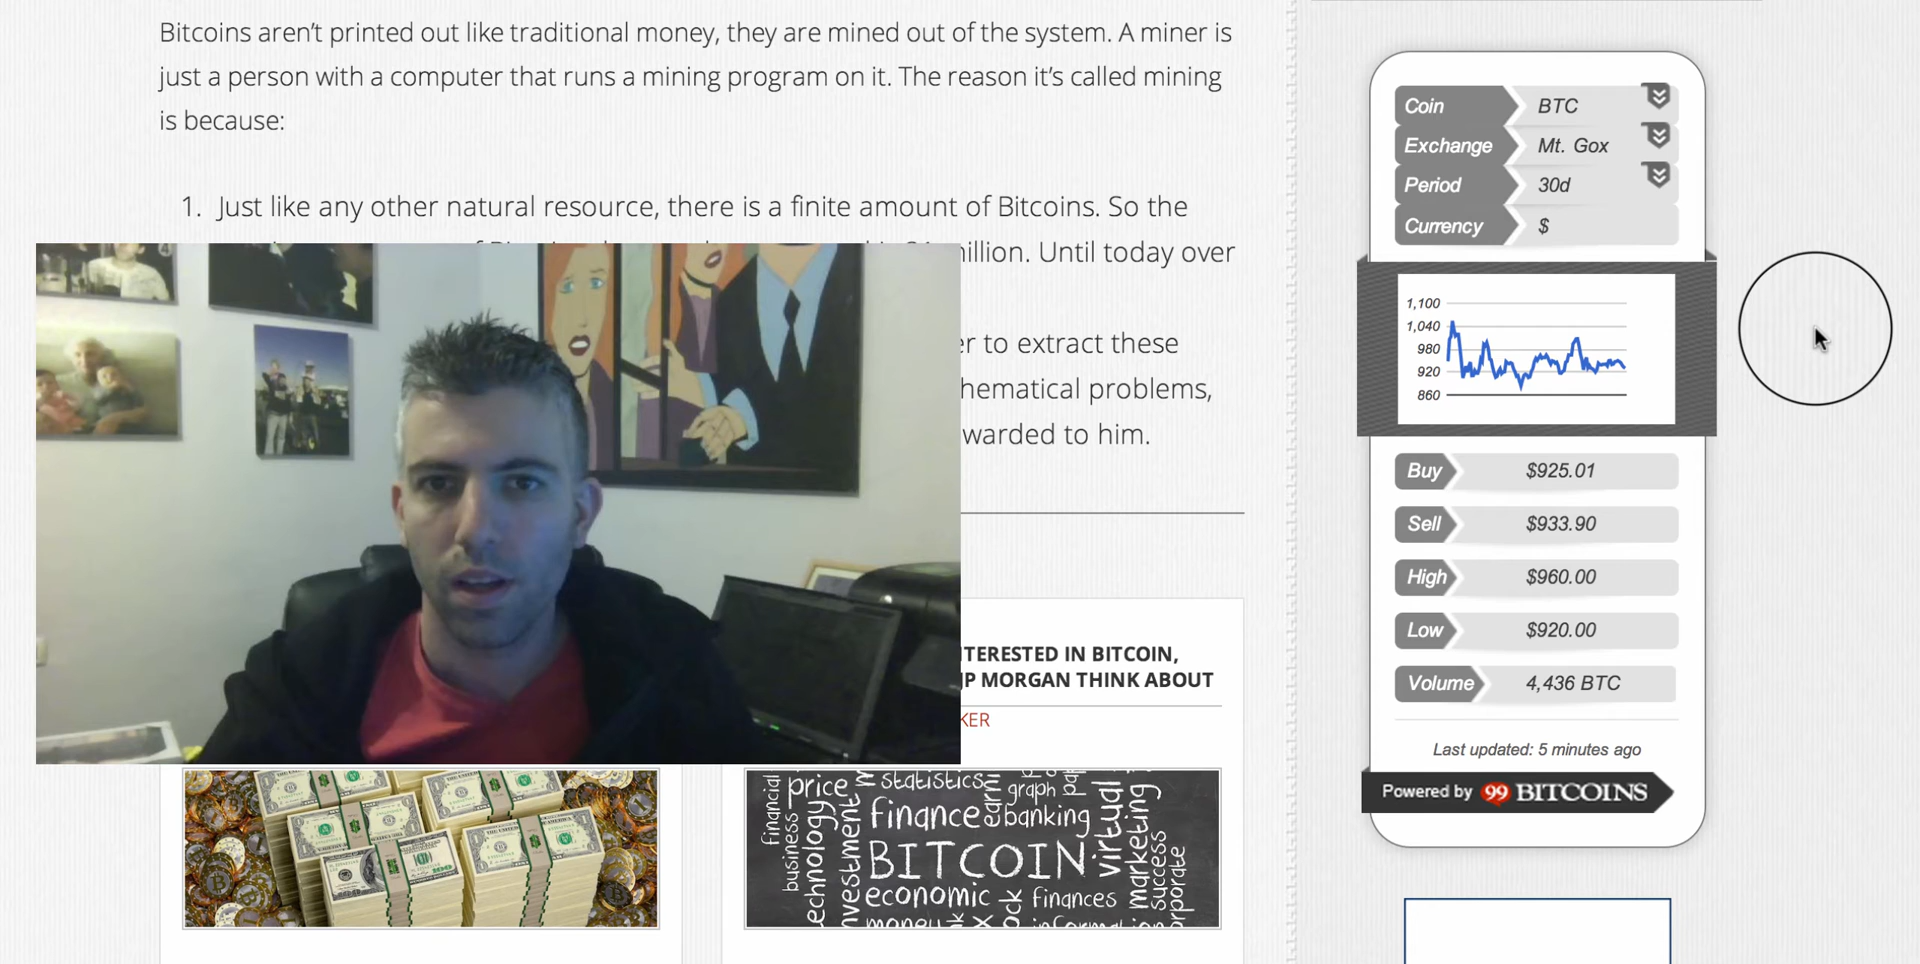 Bitcoins aren't printed out like traditional money, they are mined out of the system. A miner is
just a person with a computer that runs a mining program on it. The reason it's called mining
is because:
1. Just like any other natural resource, there is a finite amount of Bitcoins. So the
million. Until today over
er to extract these
hematical problems,
warded to him.
TERESTED IN BITCOIN,
JP MORGAN THINK ABOUT
KER
financial
business
price
technology
investment
statistics
graph
finance
banking
BITCOIN
virtual
marketing
success
corporate
economic
finances
money
Coin BTC
Exchange Mt. Gox
Period 30d
Currency $
1,100
1,040
980
920
860
Buy $925.01
Sell $933.90
High $960.00
Low $920.00
Volume 4,436 BTC
Last updated: 5 minutes ago
Powered by 99 BITCOINS